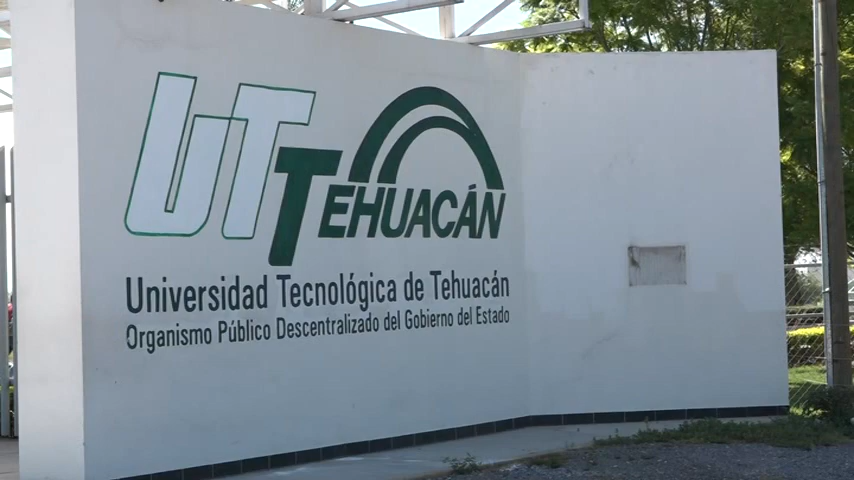 UT TEHUACÁN
Universidad Tecnológica de Tehuacán
Organismo Público Descentralizado del Gobierno del Estado